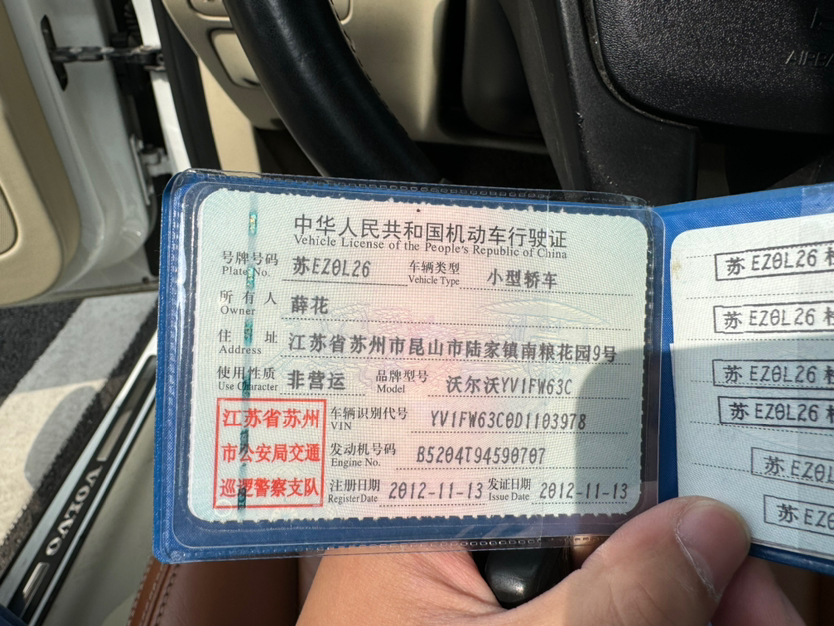 中华人民共和国机动车行驶证
Vehicle License of the People's Republic of China
号牌号码 苏EZ0L26 车辆类型 小型轿车
Plate No. Vehicle Type
所有人 薛花
Owner
住址 江苏省苏州市昆山市陆家镇南粮花园9号
Address
使用性质 非营运 品牌型号 沃尔沃YV1FW63C
Use Character Model
江苏省苏州
市公安局交通
巡逻警察支队
车辆识别代号 YV1FW63C0D1103978
VIN
发动机号码 B5204T94590707
Engine No.
注册日期 2012-11-13 发证日期 2012-11-13
Register Date Issue Date
苏EZ0L26
苏EZ0L26
苏EZ0L26
苏EZ0L26
苏EZ0L
苏EZ
VOLVO